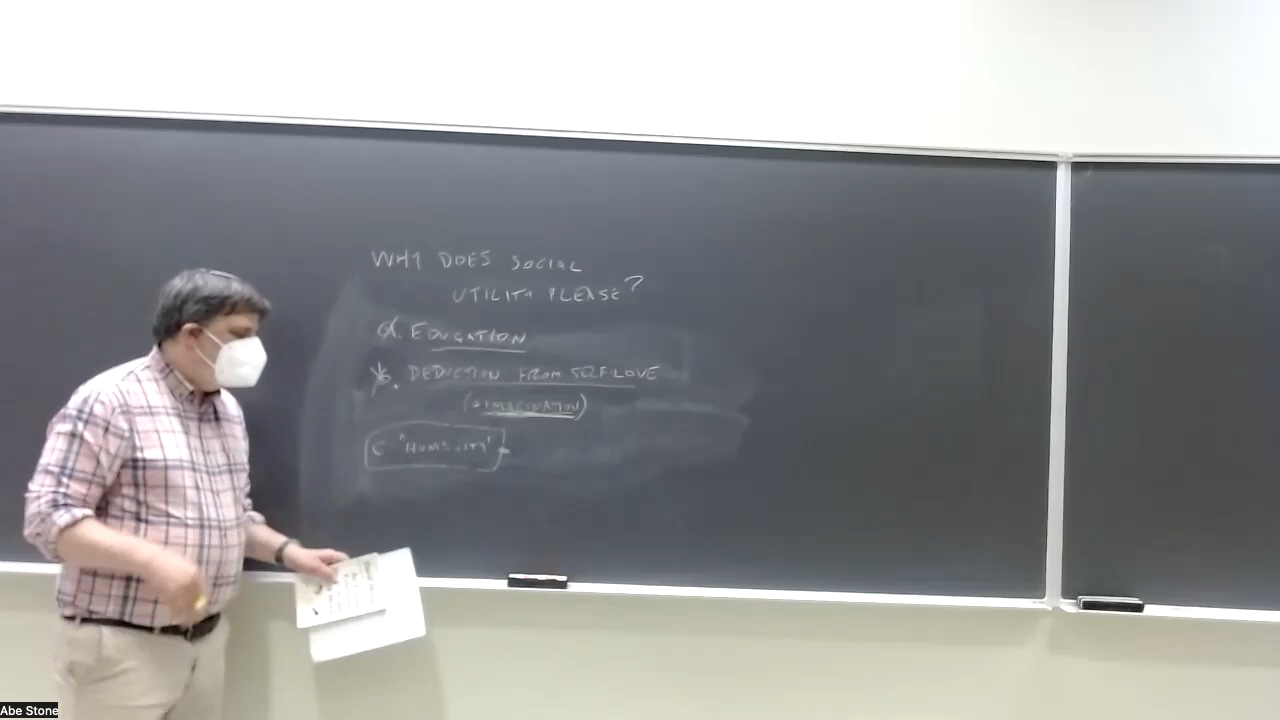 WHY DOES SOCIAL
UTILITY PLEASE?
a. EDUCATION
b. DEDUCTION FROM SELF-LOVE
IMAGINATION)
C "HUMANITY"
Abe Stone